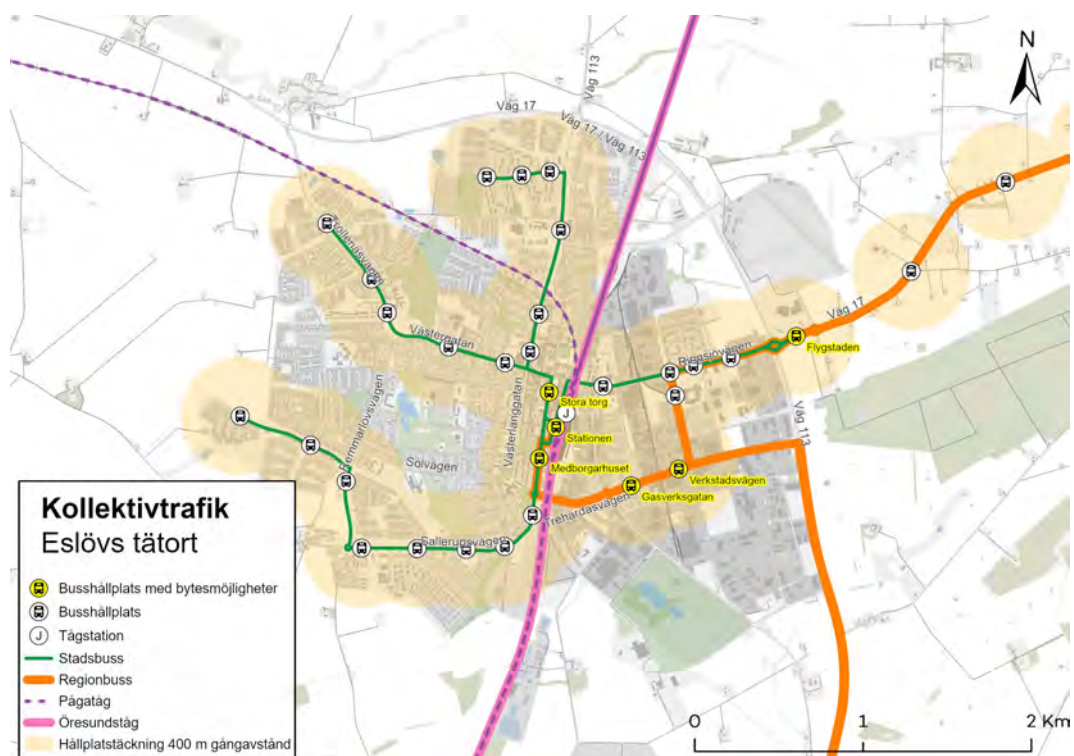 N
Väg 113
Väg 17
Väg 17 / Väg 113
Trollenäsvägen
Väg 17
Västergatan
Ringsjövägen
Flygstaden
Stora torg
J
Västerlånggatan
Stationen
Väg 113
Remmarlövsvägen
Solvägen
Medborgarhuset
Verkstadsvägen
Gasverksgatan
Trehäradsvägen
Sallerupsvägen
Kollektivtrafik
Eslövs tätort
Busshållplats med bytesmöjligheter
Busshållplats
J Tågstation
Stadsbuss
Regionbuss
Pågatåg
Öresundståg
Hållplatstäckning 400 m gångavstånd
0 1 2 Km